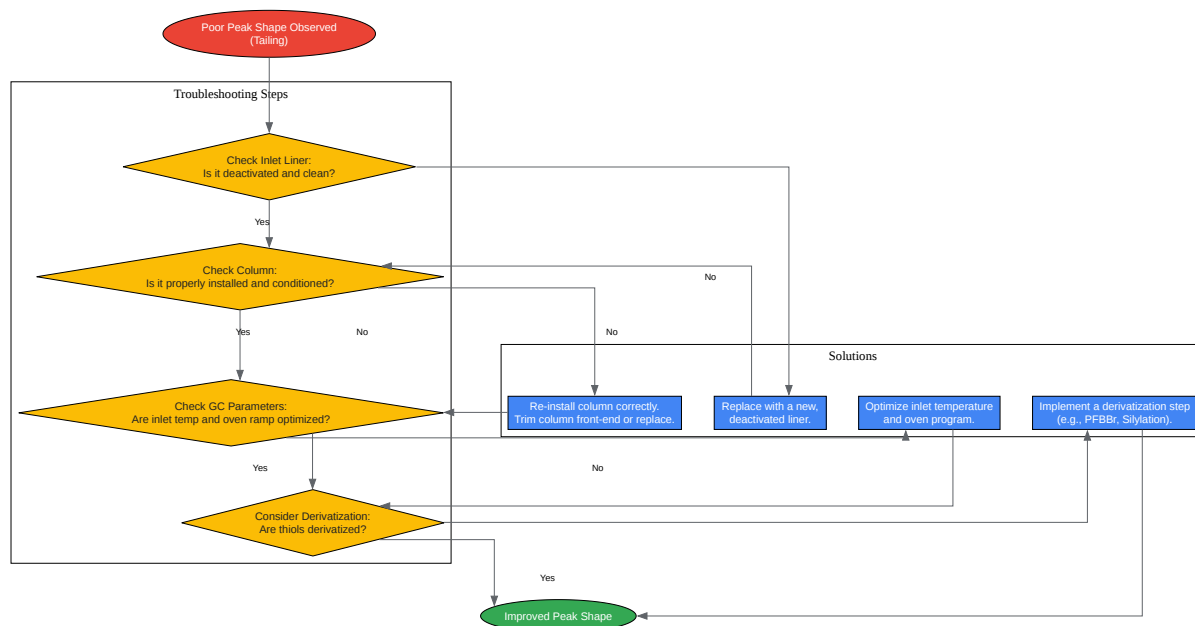 Poor Peak Shape Observed
(Tailing)
Troubleshooting Steps
Check Inlet Liner:
Is it deactivated and clean?
Yes
Check Column:
Is it properly installed and conditioned?
No
Yes
No
No
Solutions
Check GC Parameters:
Are inlet temp and oven ramp optimized?
Re-install column correctly.
Trim column front-end or replace.
Replace with a new,
deactivated liner.
Optimize inlet temperature
and oven program.
Implement a derivatization step
(e.g., PFBBr, Silylation).
Yes
No
Consider Derivatization:
Are thiols derivatized?
Yes
Improved Peak Shape